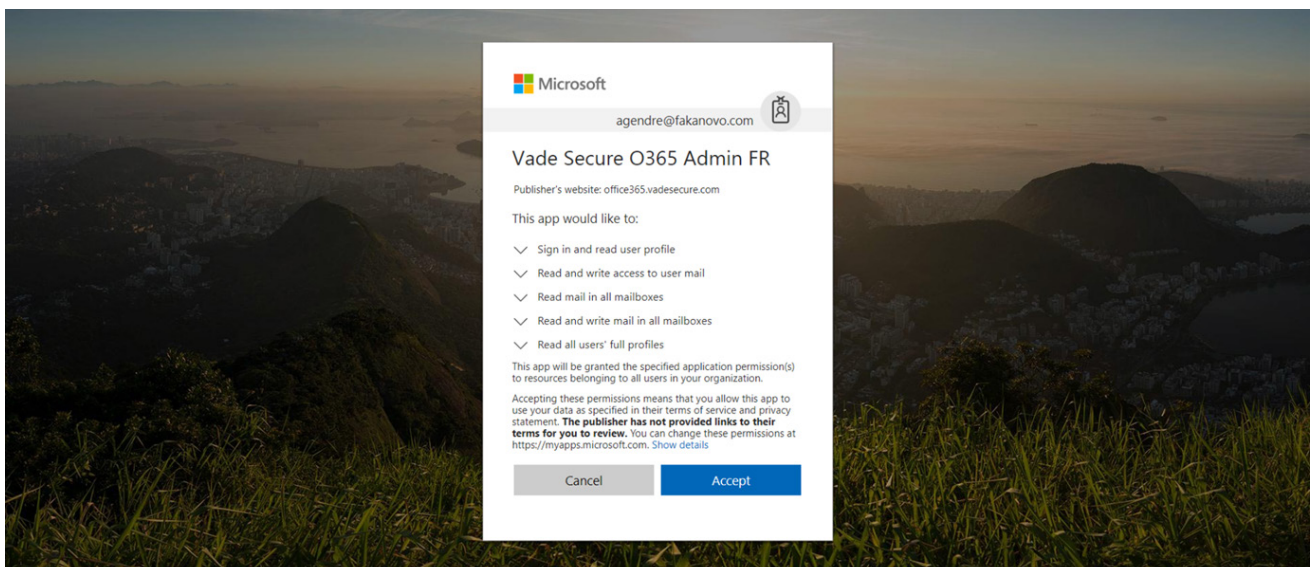 Microsoft
agendre@fakanovo.com
Vade Secure O365 Admin FR
Publisher's website: office365.vadesecure.com
This app would like to:
Sign in and read user profile
Read and write access to user mail
Read mail in all mailboxes
Read and write mail in all mailboxes
Read all users' full profiles
This app will be granted the specified application permission(s)
to resources belonging to all users in your organization.
Accepting these permissions means that you allow this app to
use your data as specified in their terms of service and privacy
statement. The publisher has not provided links to their
terms for you to review. You can change these permissions at
https://myapps.microsoft.com. Show details
Cancel Accept